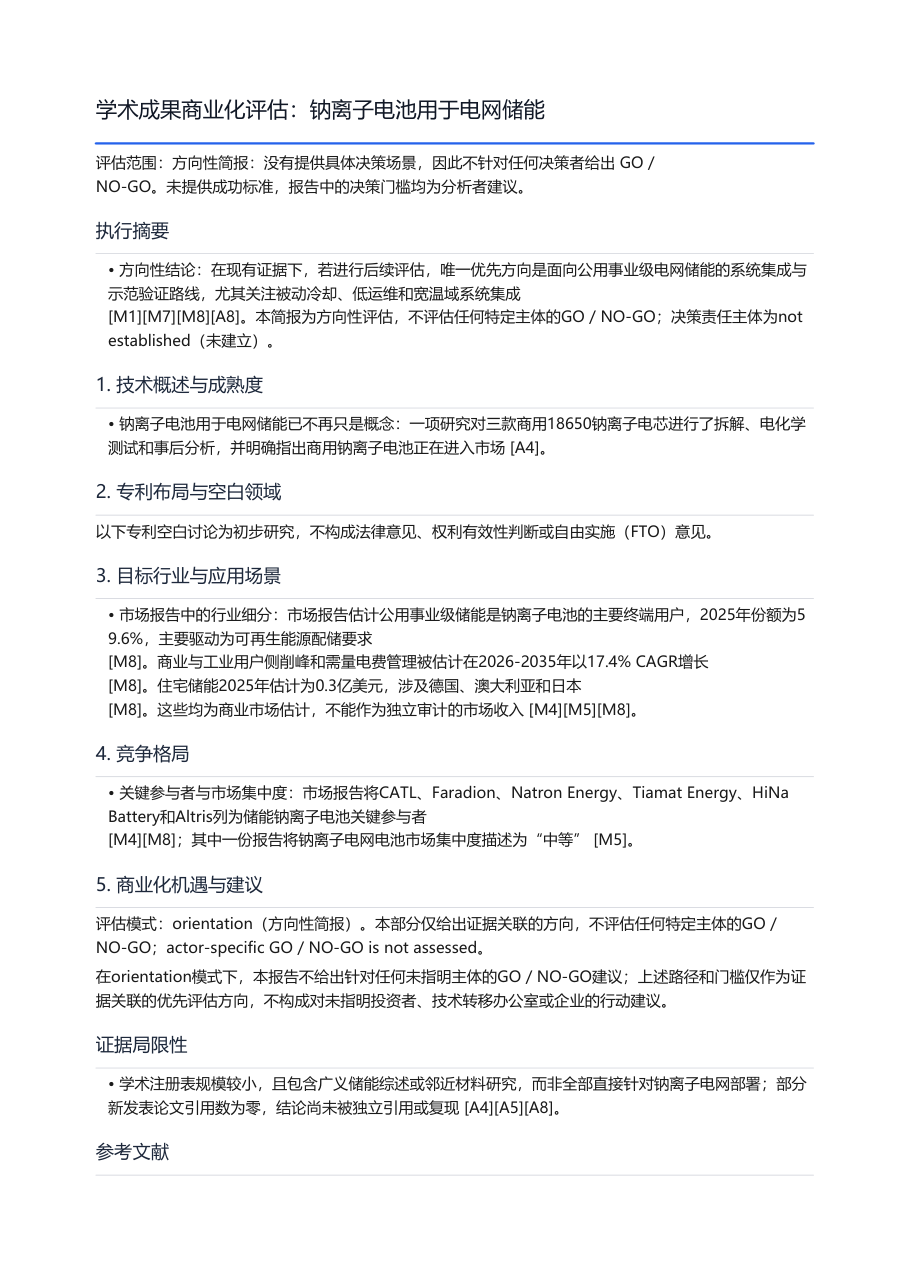 学术成果商业化评估：钠离子电池用于电网储能
评估范围：方向性简报：没有提供具体决策场景，因此不针对任何决策者给出 GO /
NO-GO。未提供成功标准，报告中的决策门槛均为分析者建议。
执行摘要
• 方向性结论：在现有证据下，若进行后续评估，唯一优先方向是面向公用事业级电网储能的系统集成与
示范验证路线，尤其关注被动冷却、低运维和宽温域系统集成
[M1][M7][M8][A8]。本简报为方向性评估，不评估任何特定主体的GO / NO-GO；决策责任主体为not
established（未建立）。
1. 技术概述与成熟度
• 钠离子电池用于电网储能已不再只是概念：一项研究对三款商用18650钠离子电芯进行了拆解、电化学
测试和事后分析，并明确指出商用钠离子电池正在进入市场 [A4]。
2. 专利布局与空白领域
以下专利空白讨论为初步研究，不构成法律意见、权利有效性判断或自由实施（FTO）意见。
3. 目标行业与应用场景
• 市场报告中的行业细分：市场报告估计公用事业级储能是钠离子电池的主要终端用户，2025年份额为5
9.6%，主要驱动为可再生能源配储要求
[M8]。商业与工业用户侧削峰和需量电费管理被估计在2026-2035年以17.4% CAGR增长
[M8]。住宅储能2025年估计为0.3亿美元，涉及德国、澳大利亚和日本
[M8]。这些均为商业市场估计，不能作为独立审计的市场收入 [M4][M5][M8]。
4. 竞争格局
• 关键参与者与市场集中度：市场报告将CATL、Faradion、Natron Energy、Tiamat Energy、HiNa
Battery和Altris列为储能钠离子电池关键参与者
[M4][M8]；其中一份报告将钠离子电网电池市场集中度描述为“中等” [M5]。
5. 商业化机遇与建议
评估模式：orientation（方向性简报）。本部分仅给出证据关联的方向，不评估任何特定主体的GO /
NO-GO；actor-specific GO / NO-GO is not assessed。
在orientation模式下，本报告不给出针对任何未指明主体的GO / NO-GO建议；上述路径和门槛仅作为证
据关联的优先评估方向，不构成对未指明投资者、技术转移办公室或企业的行动建议。
证据局限性
• 学术注册表规模较小，且包含广义储能综述或邻近材料研究，而非全部直接针对钠离子电网部署；部分
新发表论文引用数为零，结论尚未被独立引用或复现 [A4][A5][A8]。
参考文献